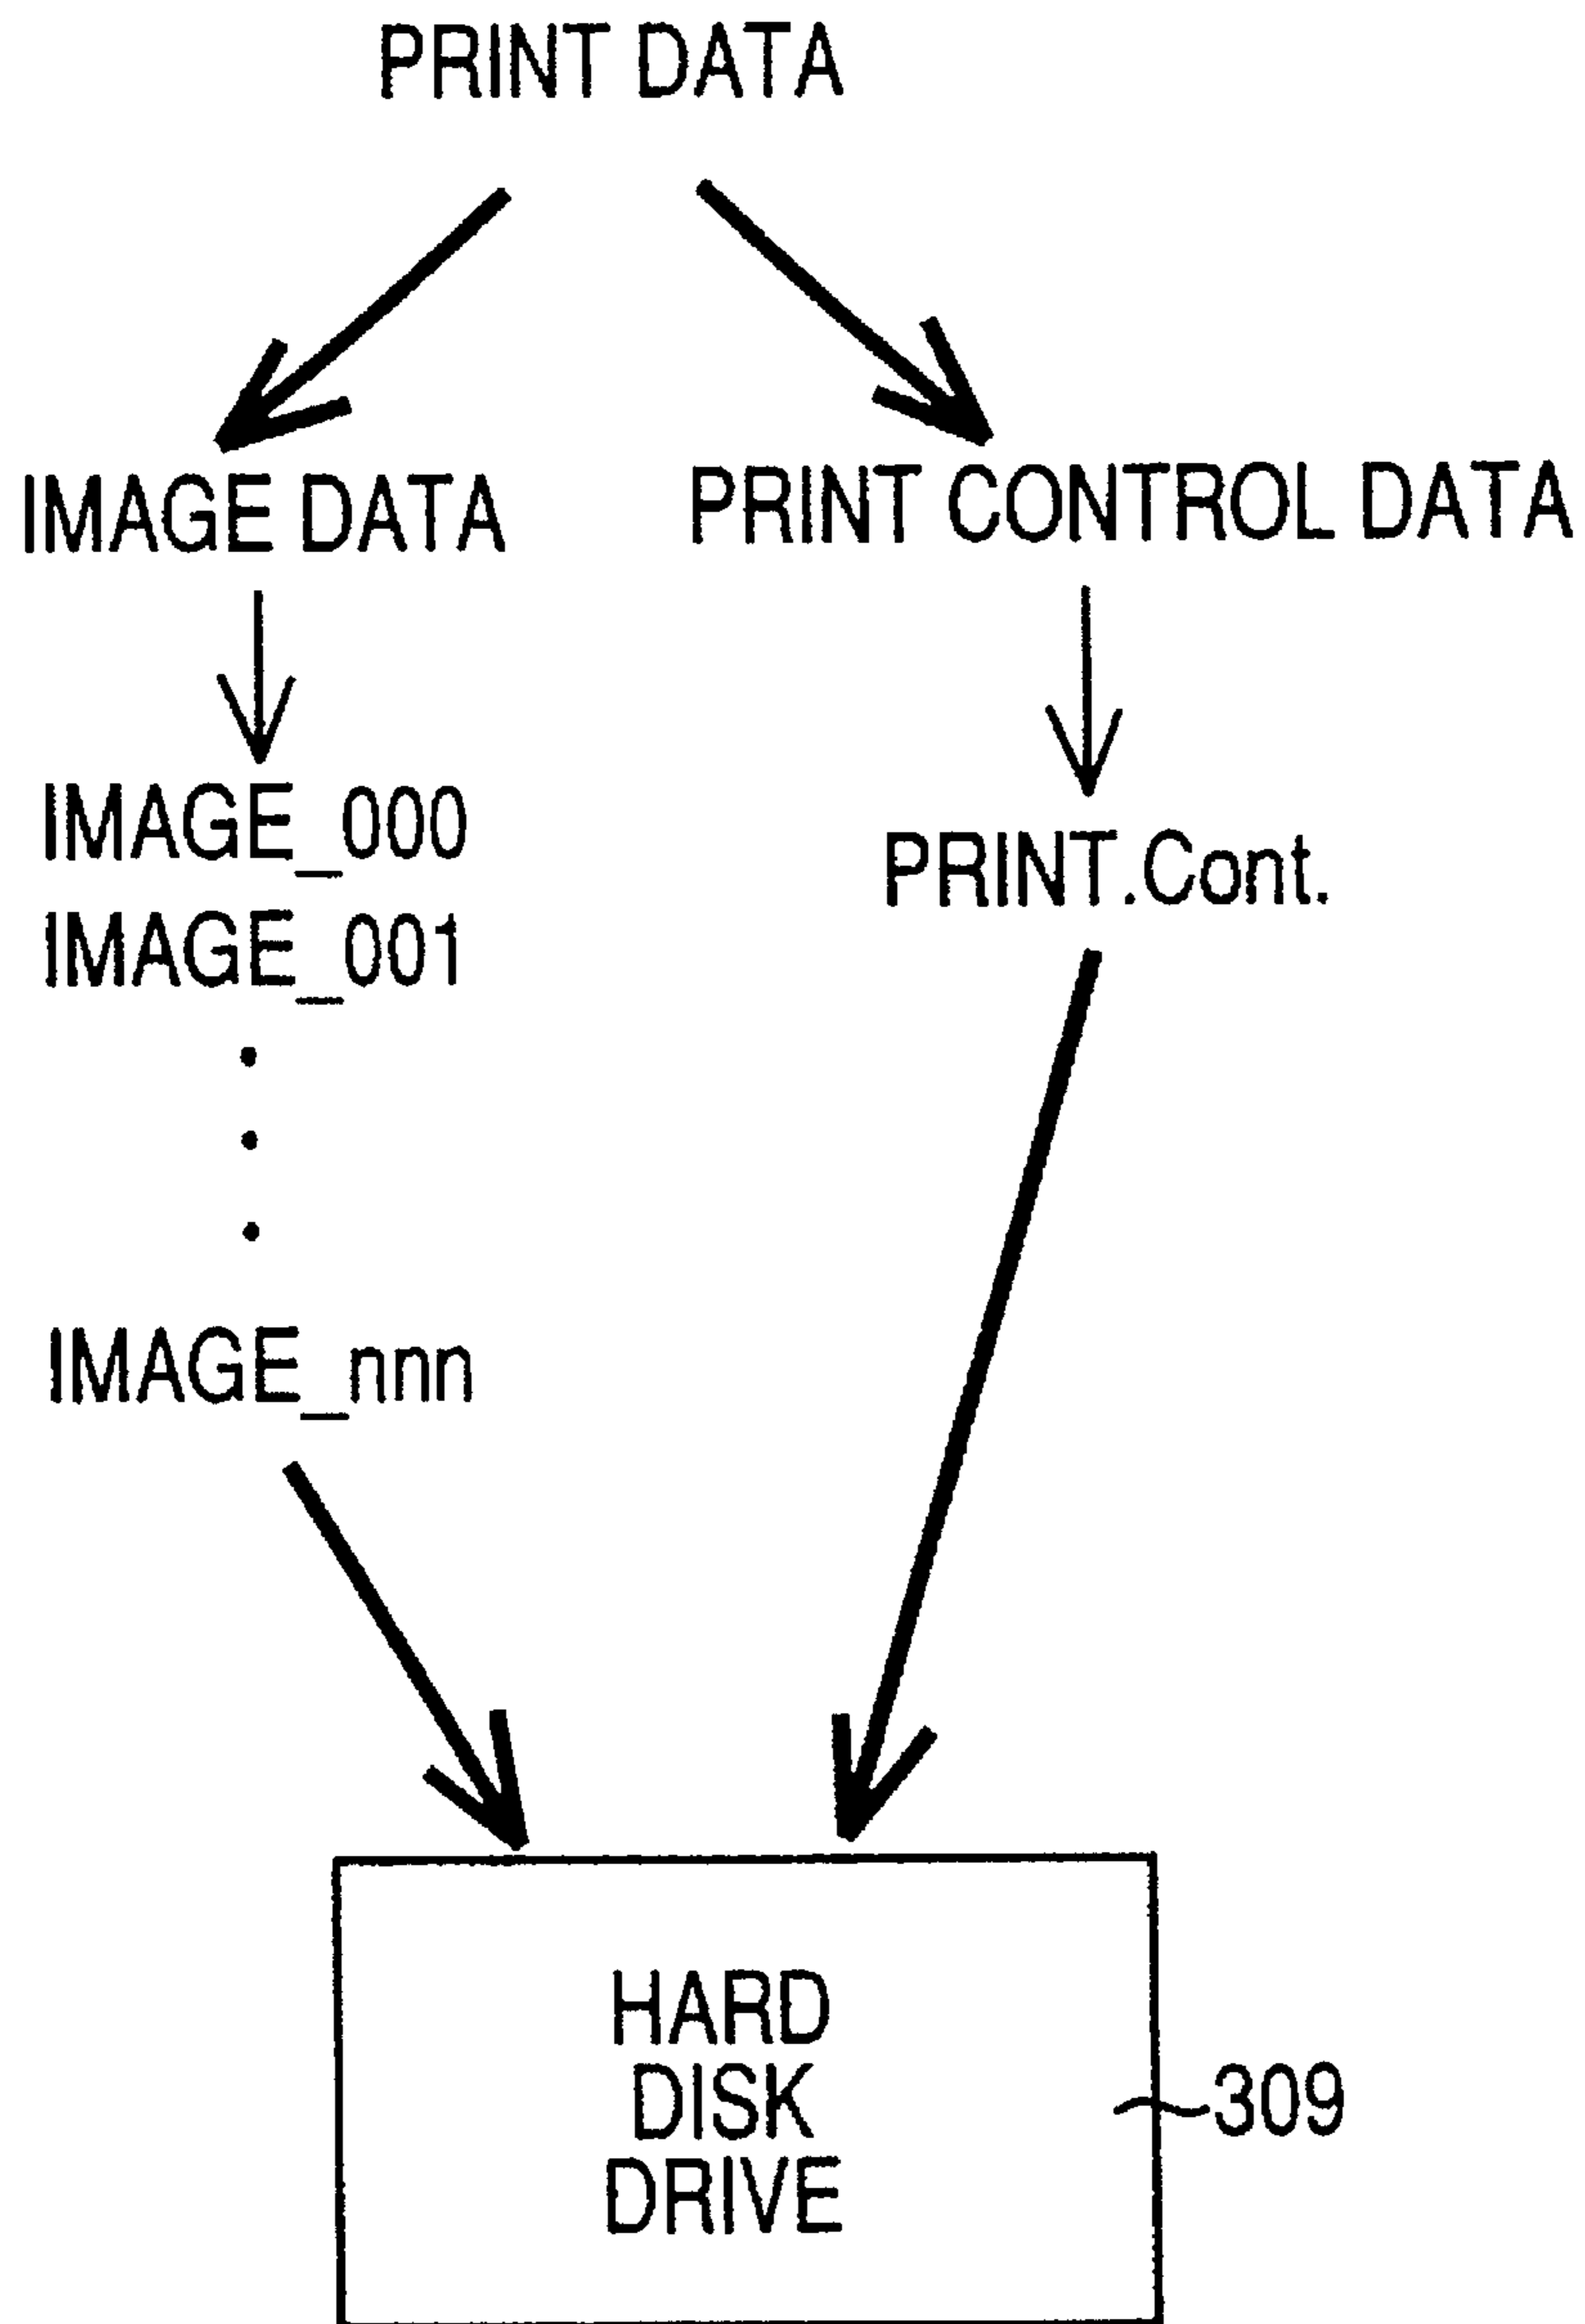 PRINT DATA
IMAGE DATA
PRINT CONTROL DATA
IMAGE_000
IMAGE_001
IMAGE_nnn
PRINT.Cont.
HARD
DISK
DRIVE
309